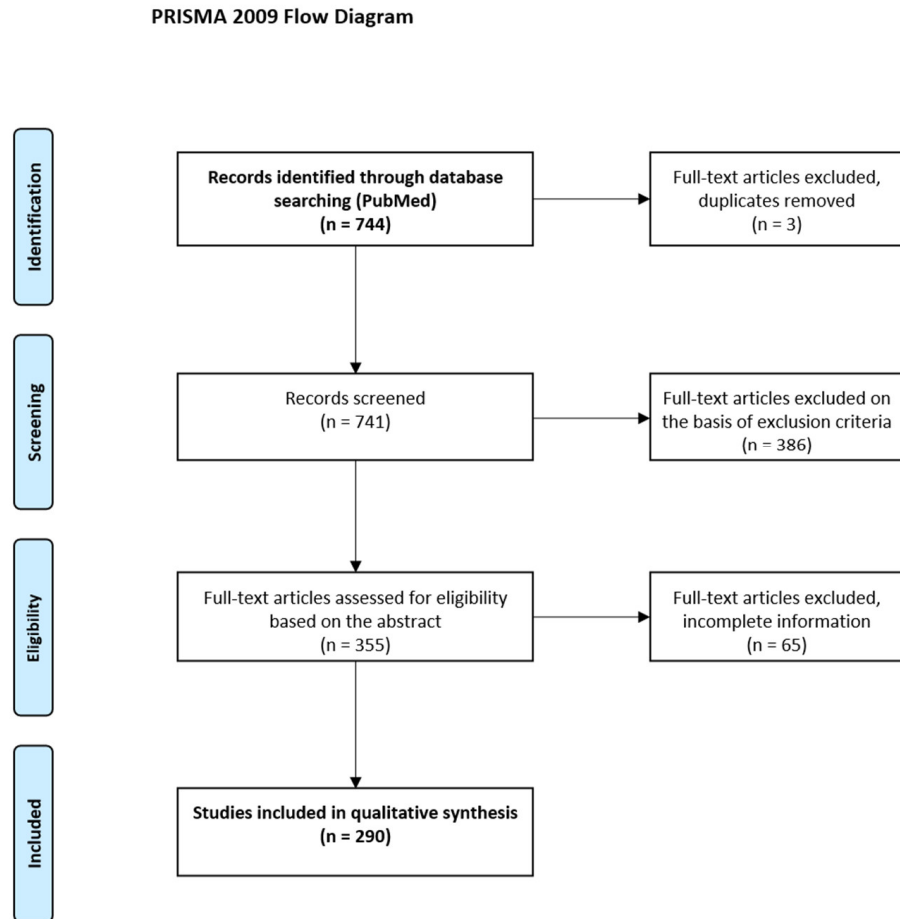 PRISMA 2009 Flow Diagram
Identification
Records identified through database
searching (PubMed)
(n = 744)
Full-text articles excluded,
duplicates removed
(n = 3)
Screening
Records screened
(n = 741)
Full-text articles excluded on
the basis of exclusion criteria
(n = 386)
Eligibility
Full-text articles assessed for eligibility
based on the abstract
(n = 355)
Full-text articles excluded,
incomplete information
(n = 65)
Included
Studies included in qualitative synthesis
(n = 290)